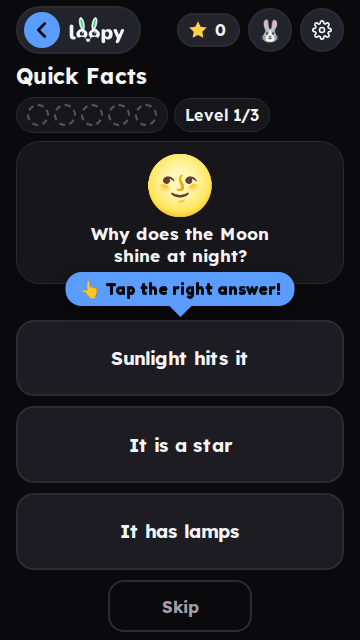 loopy
0
Quick Facts
Level 1/3
Why does the Moon
shine at night?
Tap the right answer!
Sunlight hits it
It is a star
It has lamps
Skip